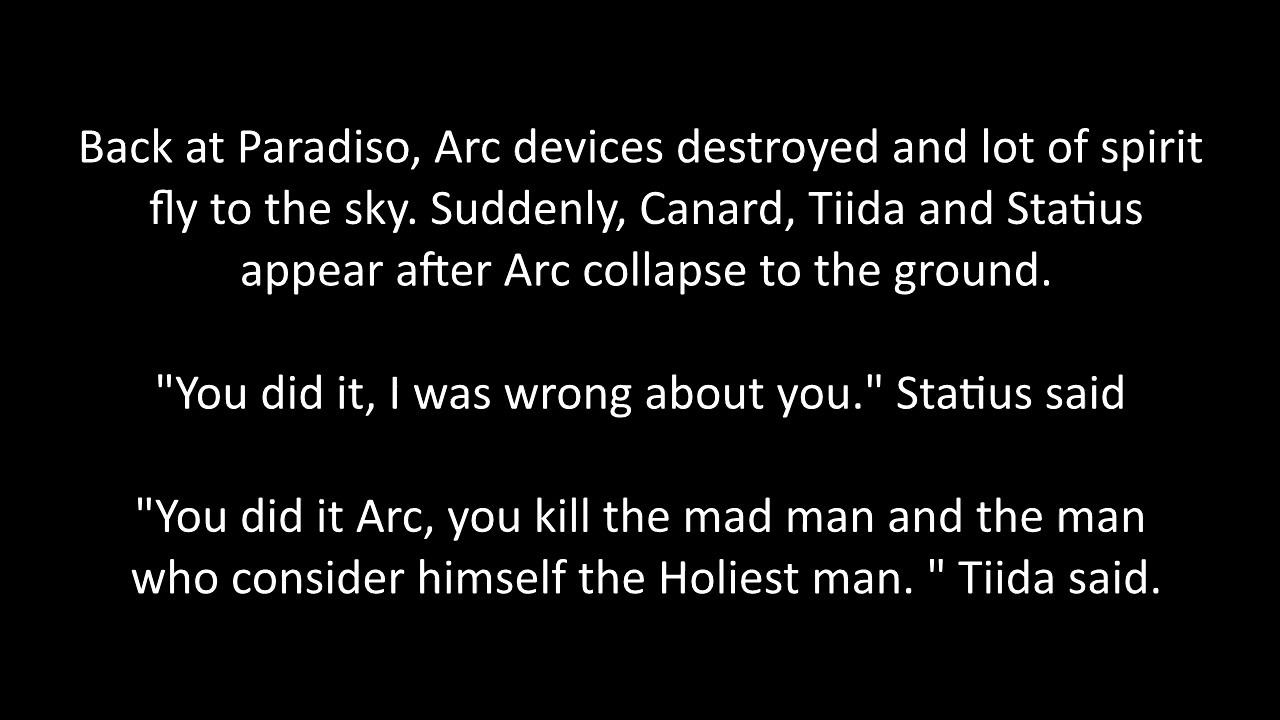 Back at Paradiso, Arc devices destroyed and lot of spirit
fly to the sky. Suddenly, Canard, Tiida and Statius
appear after Arc collapse to the ground.
"You did it, I was wrong about you." Statius said
"You did it Arc, you kill the mad man and the man
who consider himself the Holiest man. " Tiida said.